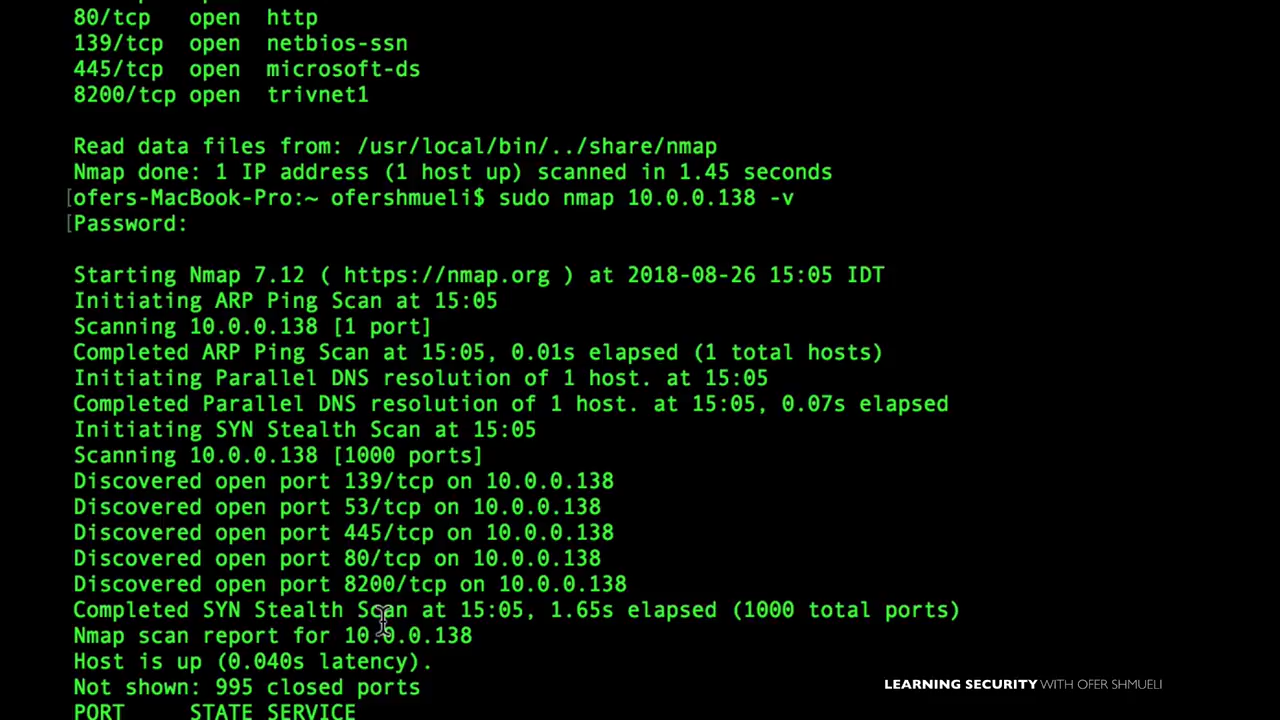 80/tcp   open  http
139/tcp  open  netbios-ssn
445/tcp  open  microsoft-ds
8200/tcp open  trivnet1
Read data files from: /usr/local/bin/../share/nmap
Nmap done: 1 IP address (1 host up) scanned in 1.45 seconds
[ofers-MacBook-Pro:~ ofershmueli$ sudo nmap 10.0.0.138 -v
[Password:
Starting Nmap 7.12 ( https://nmap.org ) at 2018-08-26 15:05 IDT
Initiating ARP Ping Scan at 15:05
Scanning 10.0.0.138 [1 port]
Completed ARP Ping Scan at 15:05, 0.01s elapsed (1 total hosts)
Initiating Parallel DNS resolution of 1 host. at 15:05
Completed Parallel DNS resolution of 1 host. at 15:05, 0.07s elapsed
Initiating SYN Stealth Scan at 15:05
Scanning 10.0.0.138 [1000 ports]
Discovered open port 139/tcp on 10.0.0.138
Discovered open port 53/tcp on 10.0.0.138
Discovered open port 445/tcp on 10.0.0.138
Discovered open port 80/tcp on 10.0.0.138
Discovered open port 8200/tcp on 10.0.0.138
Completed SYN Stealth Scan at 15:05, 1.65s elapsed (1000 total ports)
Nmap scan report for 10.0.0.138
Host is up (0.040s latency).
Not shown: 995 closed ports
PORT     STATE SERVICE
LEARNING SECURITY WITH OFER SHMUELI